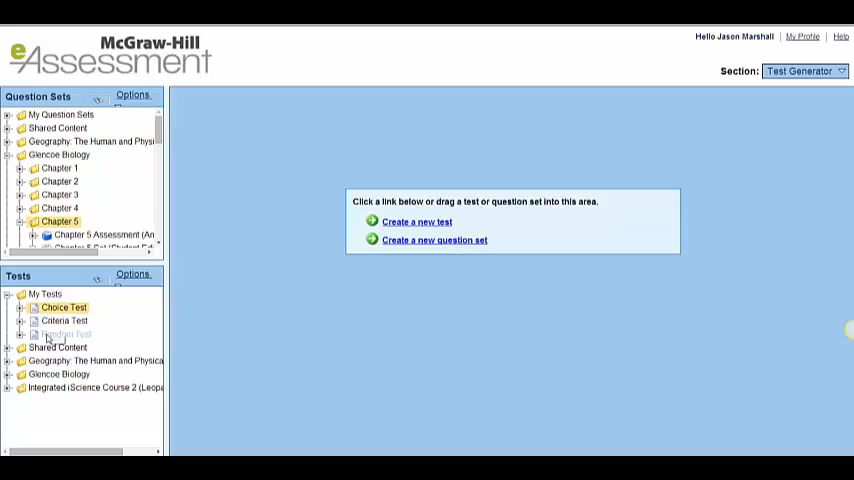 McGraw-Hill
eAssessment
Hello Jason Marshall
My Profile
Help
Section:
Test Generator
Question Sets
Options
My Question Sets
Shared Content
Geography: The Human and Physi
Glencoe Biology
Chapter 1
Chapter 2
Chapter 3
Chapter 4
Chapter 5
Chapter 5 Assessment (An
Click a link below or drag a test or question set into this area.
Create a new test
Create a new question set
Tests
Options
My Tests
Choice Test
Criteria Test
Random Test
Shared Content
Geography: The Human and Physica
Glencoe Biology
Integrated iScience Course 2 (Leopa